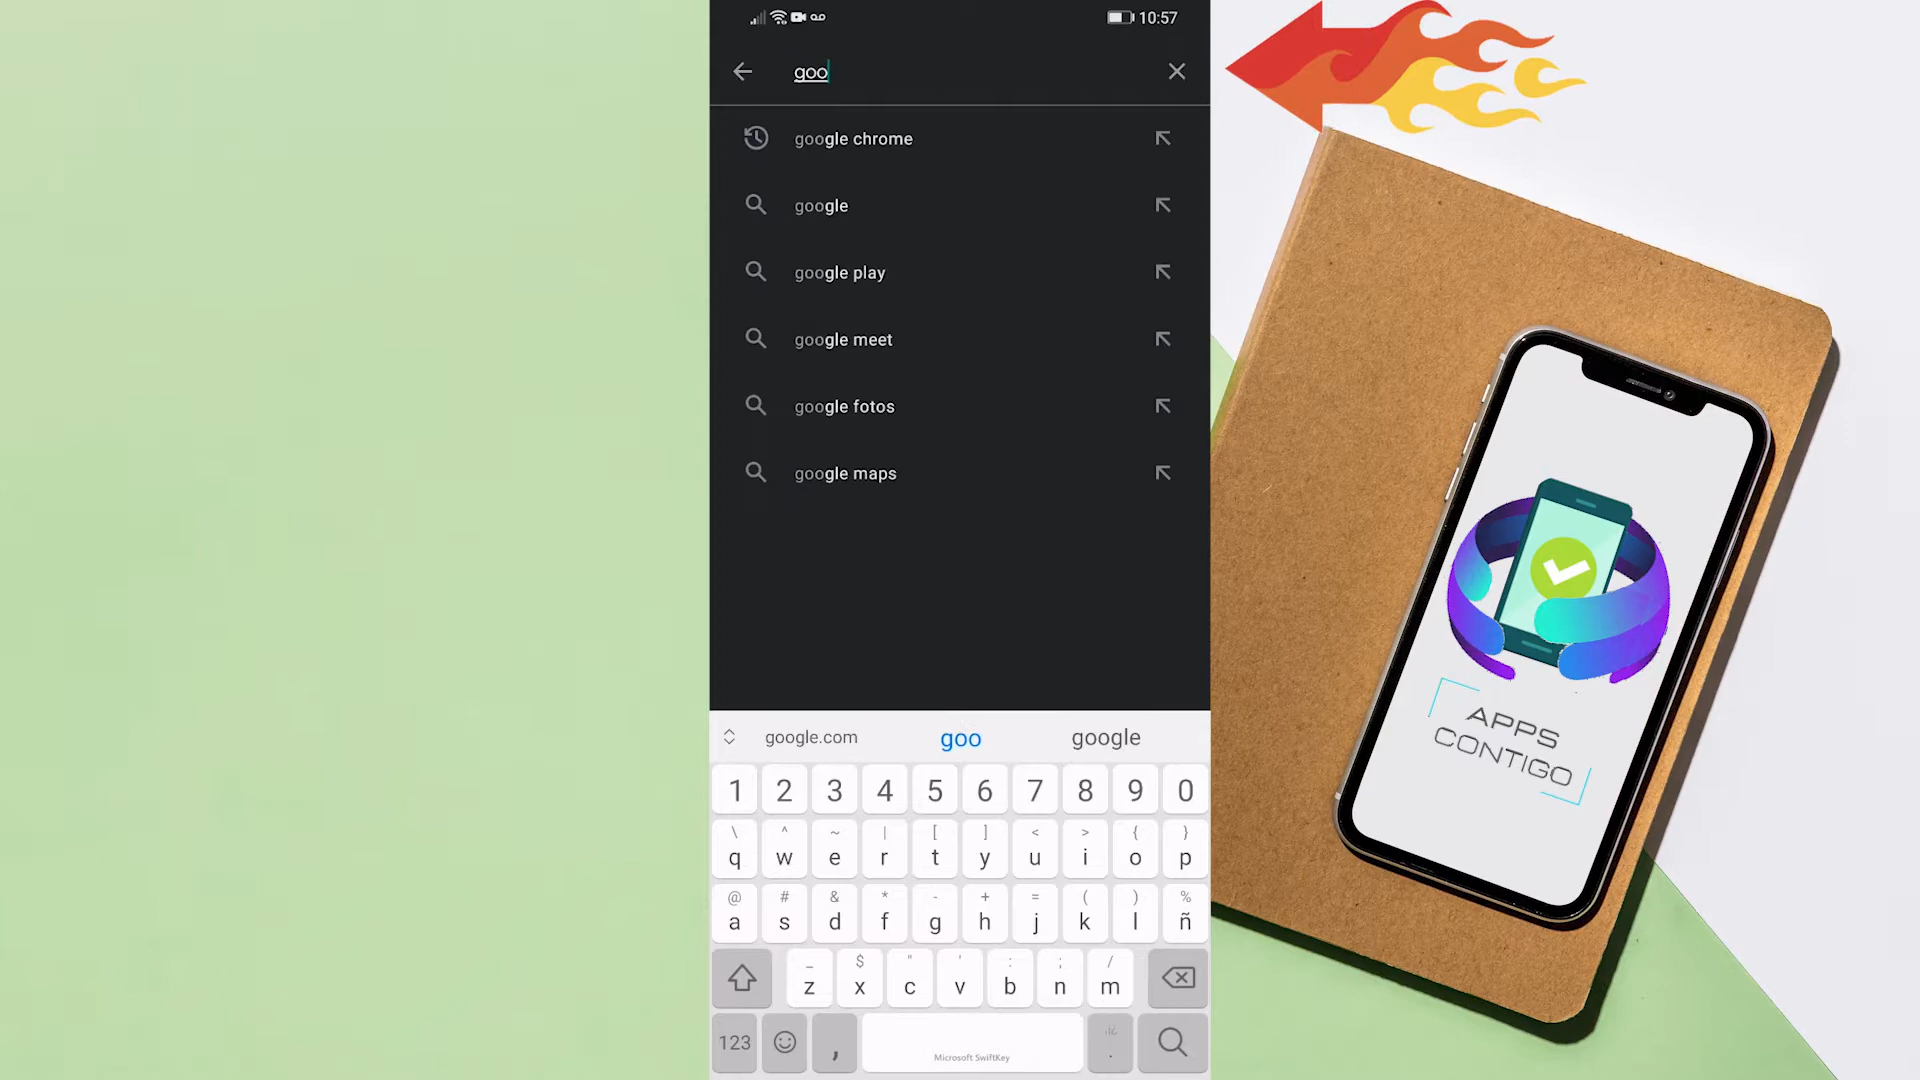 10:57
goo
google chrome
google
google play
google meet
google fotos
google maps
google.com goo google
1 2 3 4 5 6 7 8 9 0
\ ^ ~ | [ ] < > { }
q w e r t y u i o p
@ # & * - + = ( ) %
a s d f g h j k l ñ
_ $ " ' : ; /
z x c v b n m
123 , .
Microsoft SwiftKey
APPS
CONTIGO